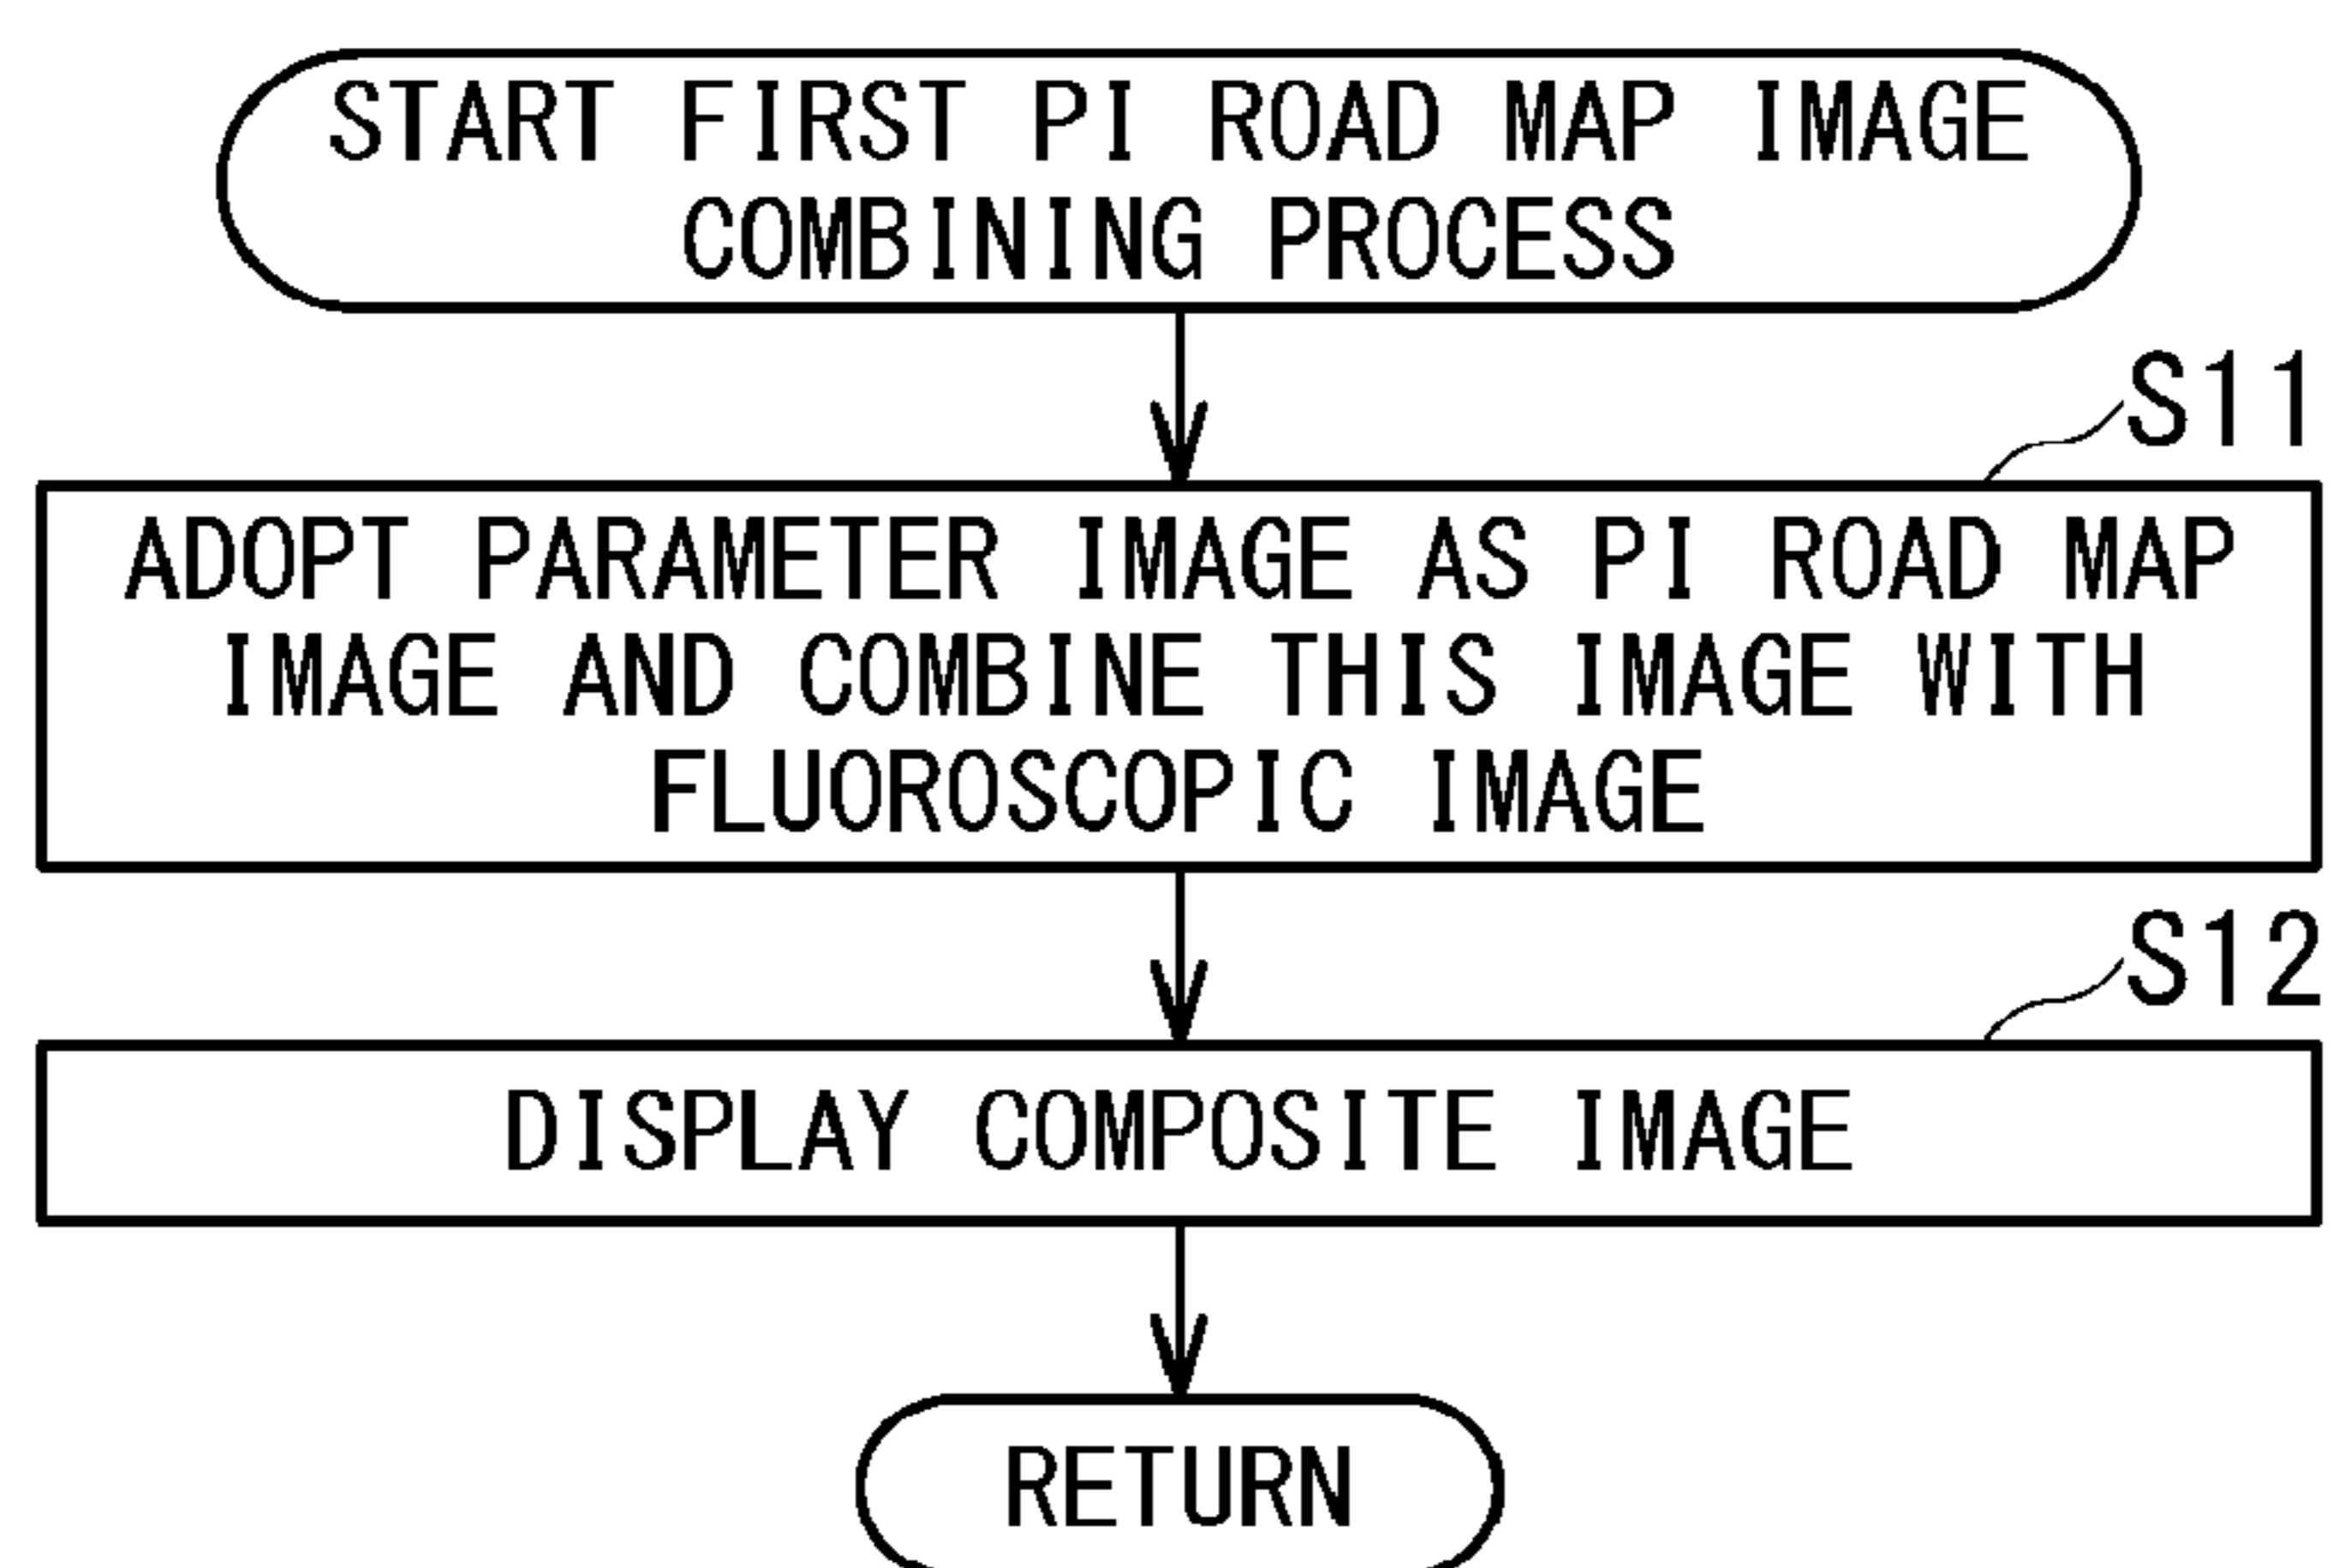 START FIRST PI ROAD MAP IMAGE
COMBINING PROCESS
S11
ADOPT PARAMETER IMAGE AS PI ROAD MAP
IMAGE AND COMBINE THIS IMAGE WITH
FLUOROSCOPIC IMAGE
S12
DISPLAY COMPOSITE IMAGE
RETURN